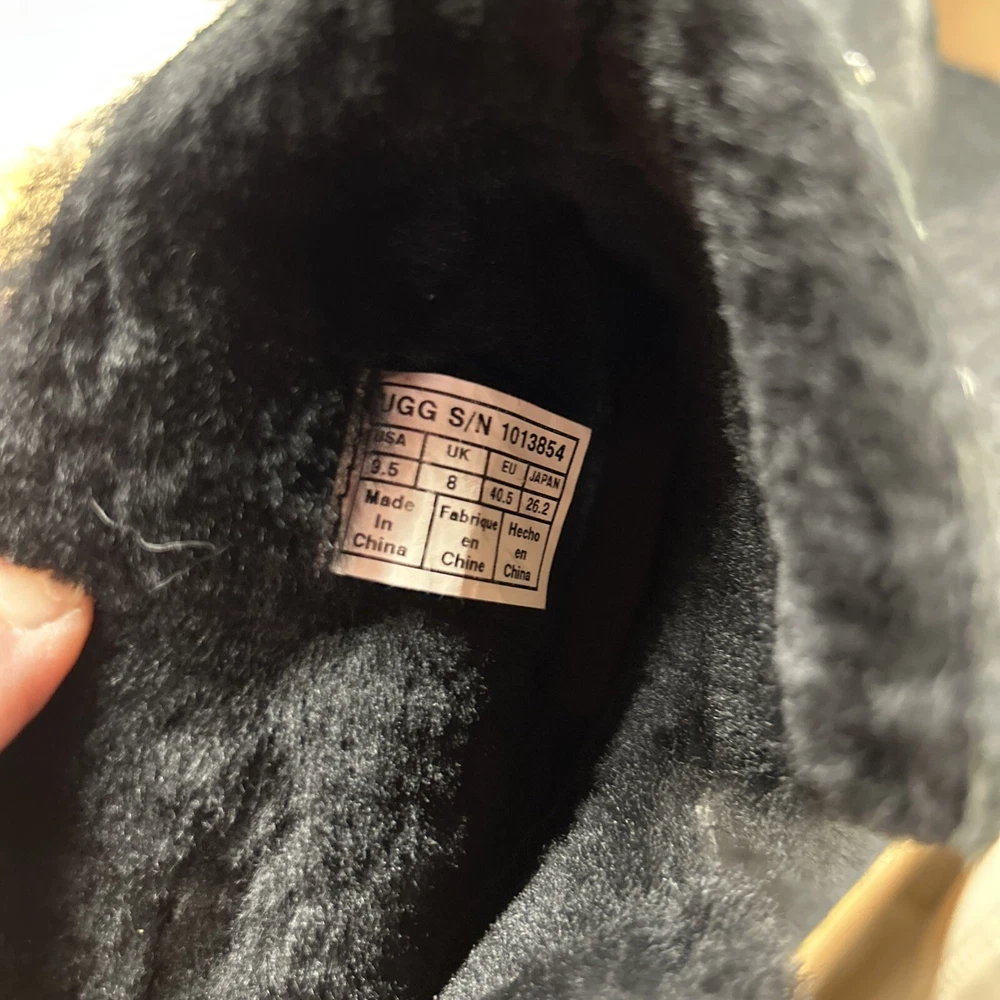 UGG S/N 1013854
USA UK EU JAPAN
9.5 8 40.5 26.2
Made In China
Fabrique en Chine
Hecho en China